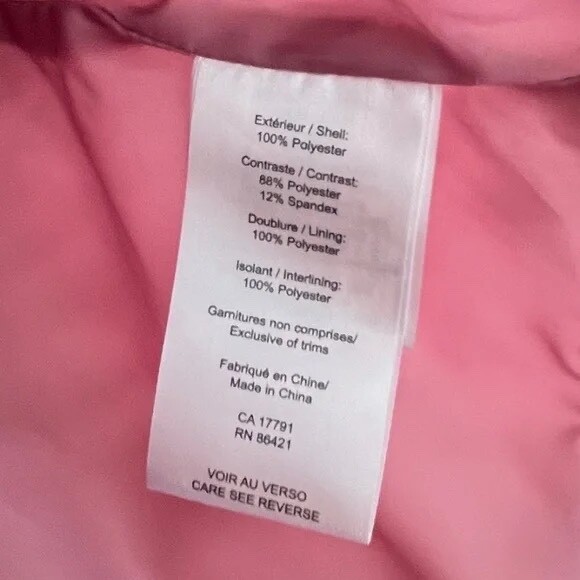 Extérieur / Shell:
100% Polyester
Contraste / Contrast:
88% Polyester
12% Spandex
Doublure / Lining:
100% Polyester
Isolant / Interlining:
100% Polyester
Garnitures non comprises/
Exclusive of trims
Fabriqué en Chine/
Made in China
CA 17791
RN 86421
VOIR AU VERSO
CARE SEE REVERSE